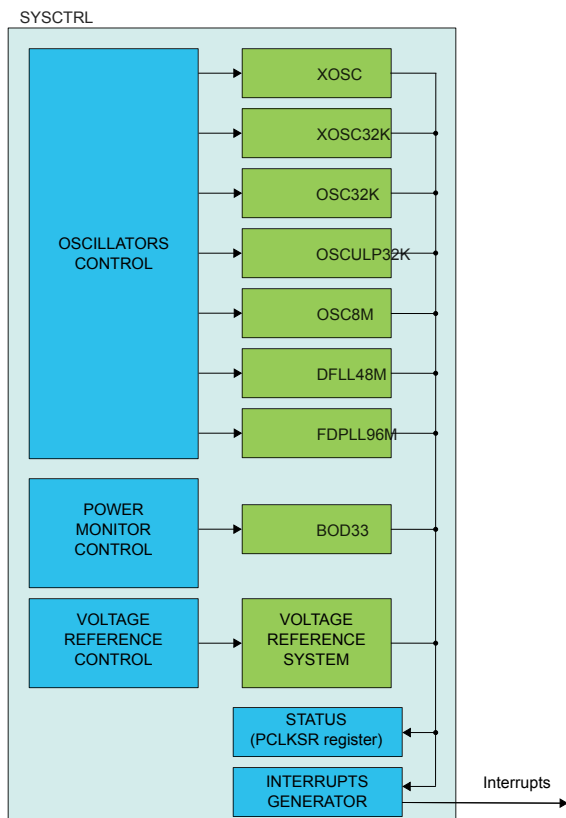 SYSCTRL
XOSC
XOSC32K
OSC32K
OSCILLATORS
CONTROL
OSCULP32K
OSC8M
DFLL48M
FDPLL96M
POWER
MONITOR
CONTROL
BOD33
VOLTAGE
REFERENCE
CONTROL
VOLTAGE
REFERENCE
SYSTEM
STATUS
(PCLKSR register)
INTERRUPTS
GENERATOR
Interrupts